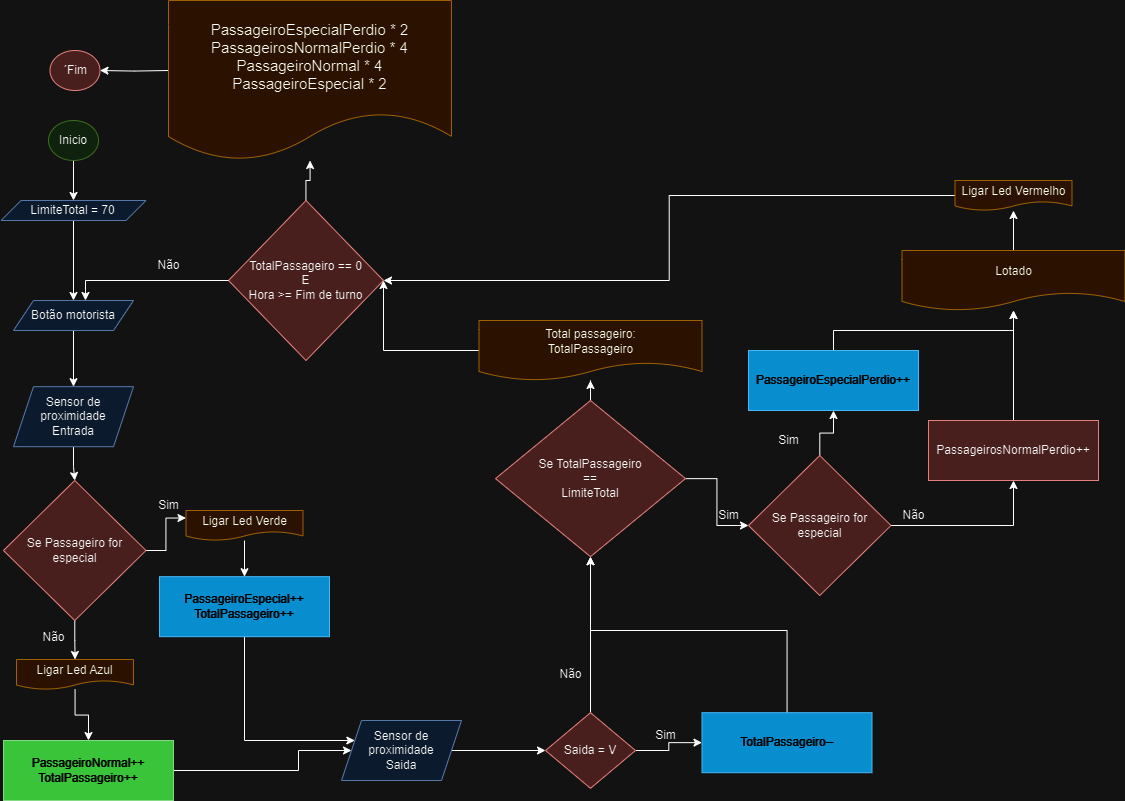 PassageiroEspecialPerdio * 2
PassageirosNormalPerdio * 4
PassageiroNormal * 4
PassageiroEspecial * 2
´Fim
Inicio
LimiteTotal = 70
Ligar Led Vermelho
Não
TotalPassageiro == 0
E
Hora >= Fim de turno
Lotado
Botão motorista
Total passageiro:
TotalPassageiro
PassageiroEspecialPerdio++
Sensor de
proximidade
Entrada
Sim
PassageirosNormalPerdio++
Se TotalPassageiro
==
LimiteTotal
Sim
Se Passageiro for
especial
Não
Sim
Ligar Led Verde
Se Passageiro for
especial
PassageiroEspecial++
TotalPassageiro++
Não
Ligar Led Azul
Não
Sensor de
proximidade
Saida
Saida = V
Sim
TotalPassageiro--
PassageiroNormal++
TotalPassageiro++